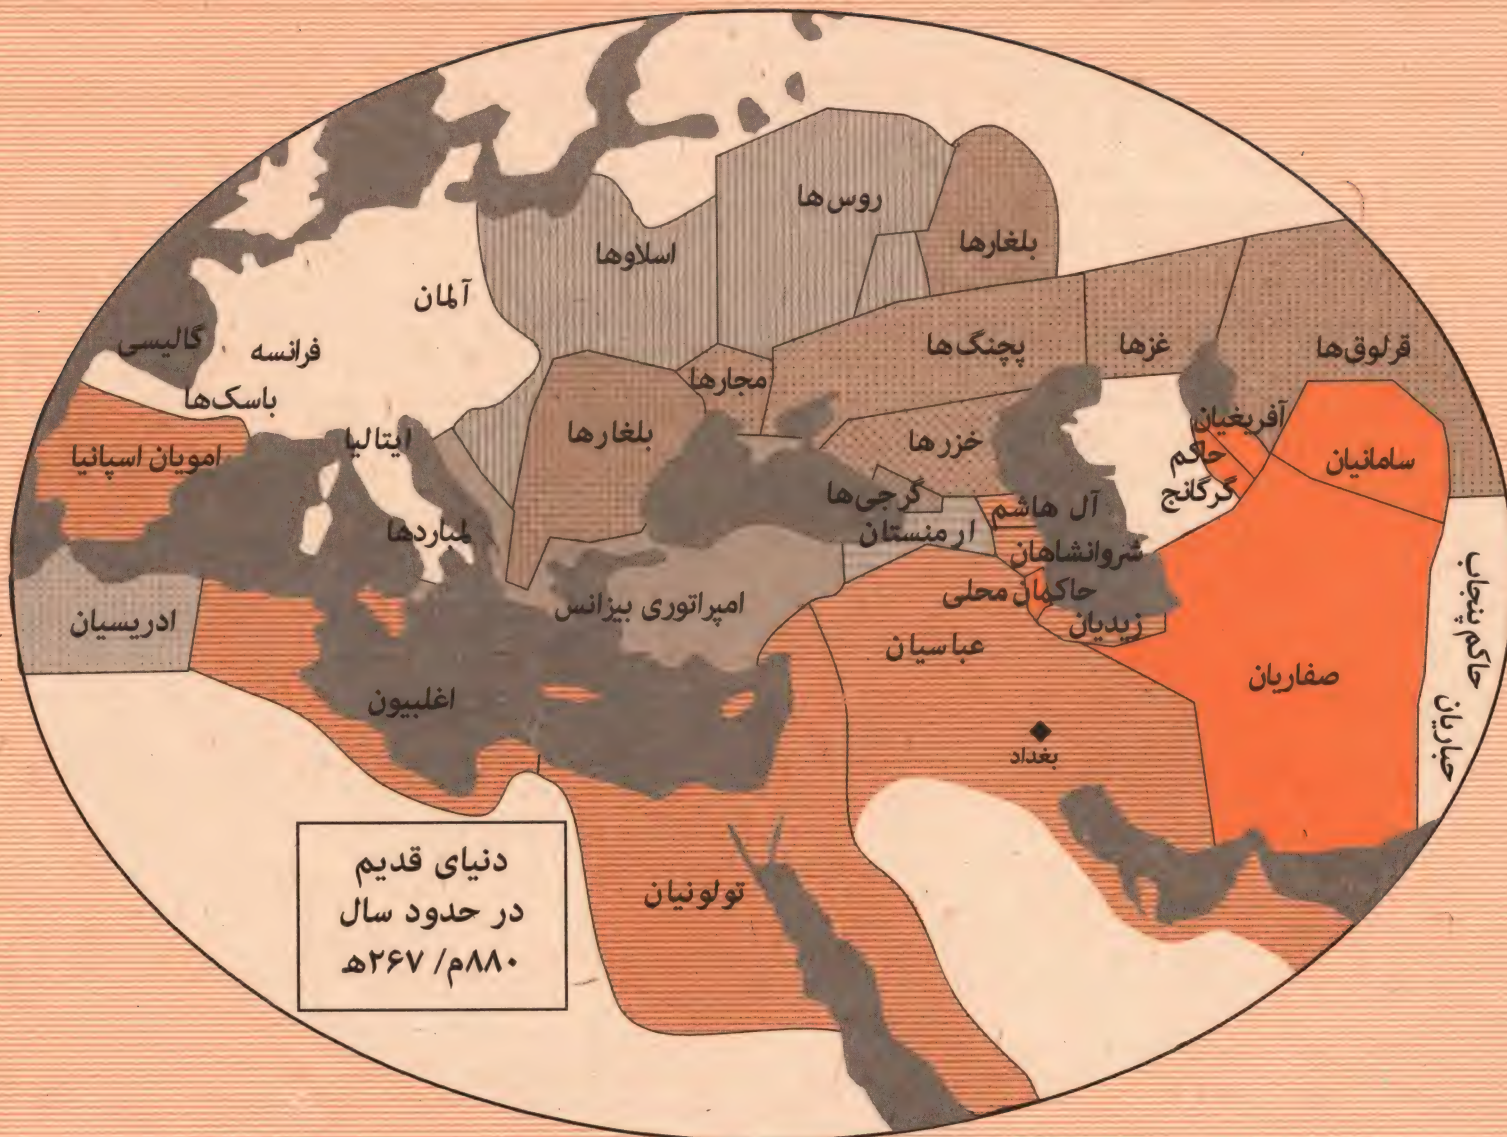 روس‌ها
بلغارها
اسلاوها
آلمان
گالیسی
فرانسه
باسک‌ها
ایتالیا
امویان اسپانیا
لمباردها
بلغارها
مجارها
پچنگ‌ها
غزها
قرلوق‌ها
خزرها
آفریغیان
حاکم
گرگانج
سامانیان
گرجی‌ها
ارمنستان
آل هاشم
شروانشاهان
حاکمان محلی
زیدیان
امپراتوری بیزانس
عباسیان
صفاریان
ادریسیان
اغلبیون
بغداد
تولونیان
حاکم پنجاب
حباریان
دنیای قدیم
در حدود سال
۸۸۰م/ ۲۶۷ه